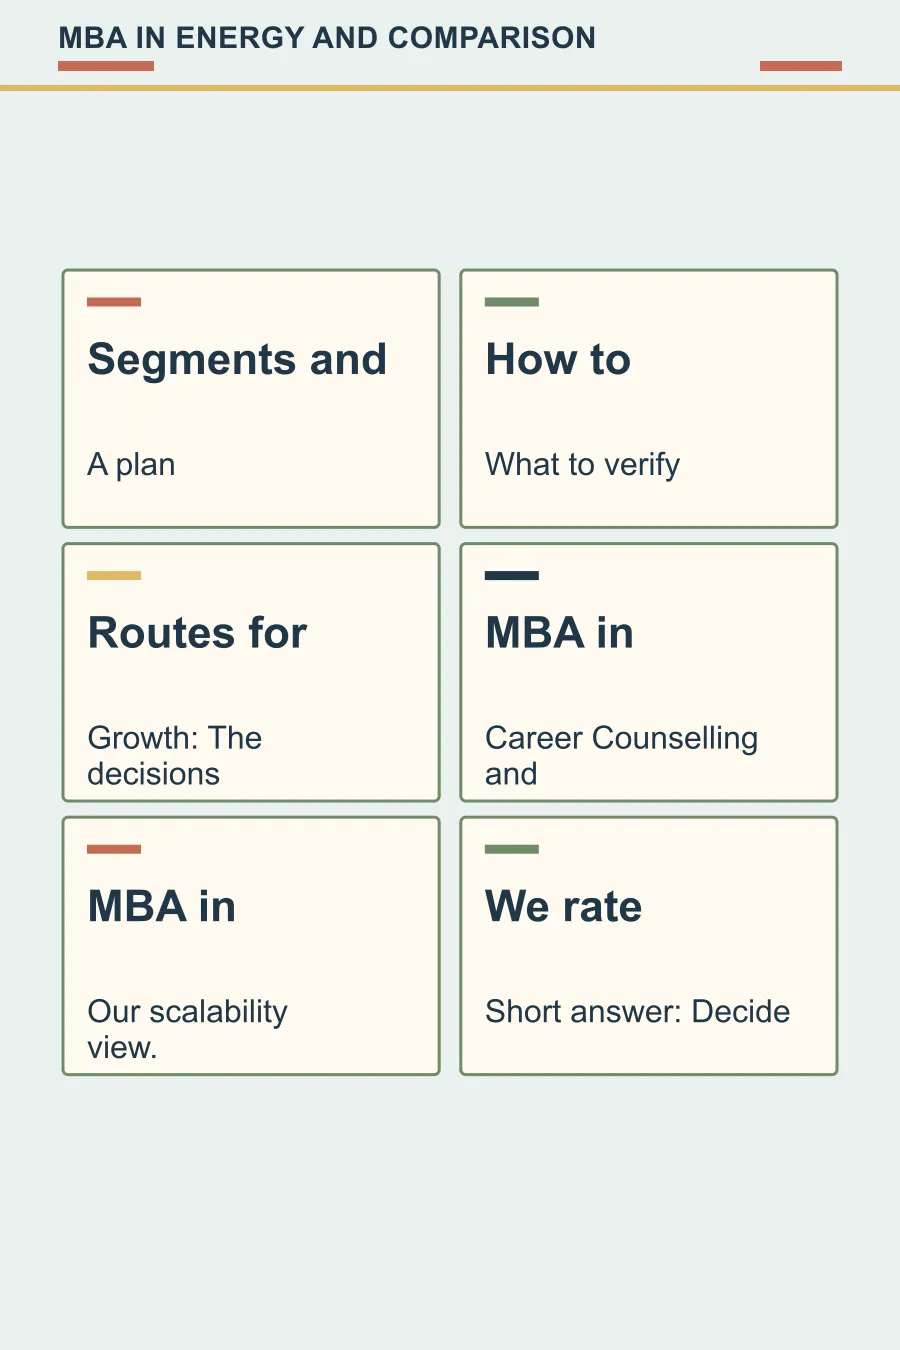 MBA IN ENERGY AND COMPARISON
Segments and
A plan
How to
What to verify
Routes for
Growth: The
decisions
MBA in
Career Counselling
and
MBA in
Our scalability
view.
We rate
Short answer: Decide